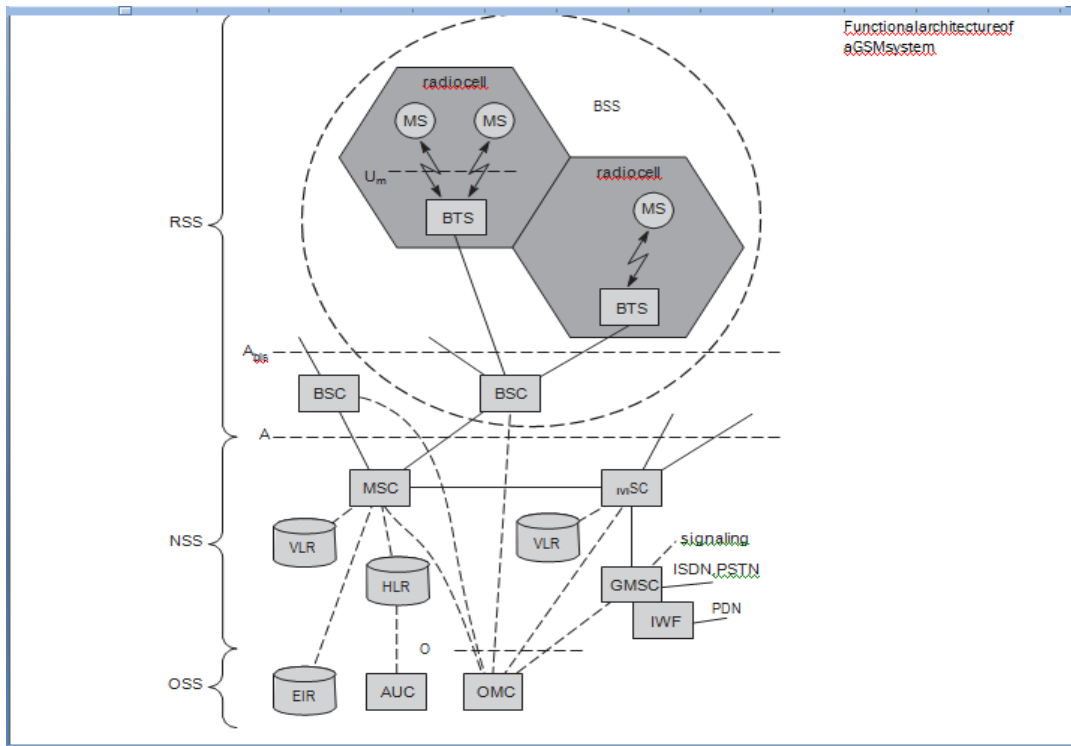 Functionalarchitectureof
aGSMsystem
radiocell
MS MS
BSS
Um
radiocell
BTS
MS
RSS
BTS
Abis
BSC
BSC
A
MSC
SC
NSS
VLR
VLR
signaling
HLR
GMSC
ISDN,PSTN
IWF
PDN
O
OSS
EIR
AUC
OMC